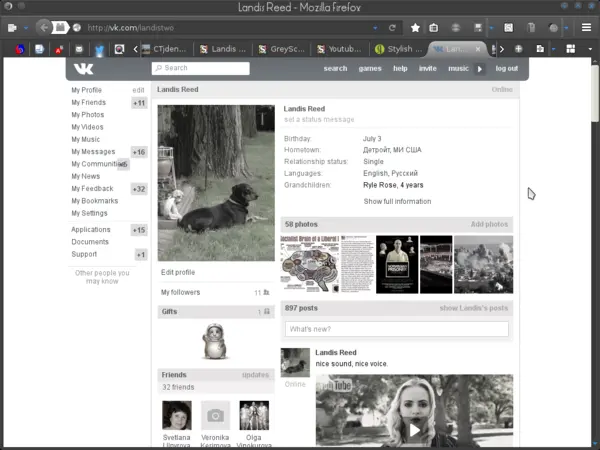 Landis Reed - Mozilla Firefox
http://vk.com/landistwo
CTjden...
Landis ...
GreySc...
Youtub...
Stylish ...
Lan...
Search
search games help invite music log out
My Profile edit
My Friends +11
My Photos
My Videos
My Music
My Messages +16
My Communities
My News
My Feedback +32
My Bookmarks
My Settings
Applications +15
Documents
Support +1
Other people you
may know
Landis Reed Online
Edit profile
My followers 11
Gifts 1
Friends updates
32 friends
Svetlana
Veronika
Kerimova
Olga
Vinokurova
Landis Reed
set a status message
Birthday: July 3
Hometown: Детройт, МИ США
Relationship status: Single
Languages: English, Русский
Grandchildren: Ryle Rose, 4 years
Show full information
58 photos Add photos
897 posts show Landis's posts
What's new?
Landis Reed
nice sound, nice voice.
Online
YouTube